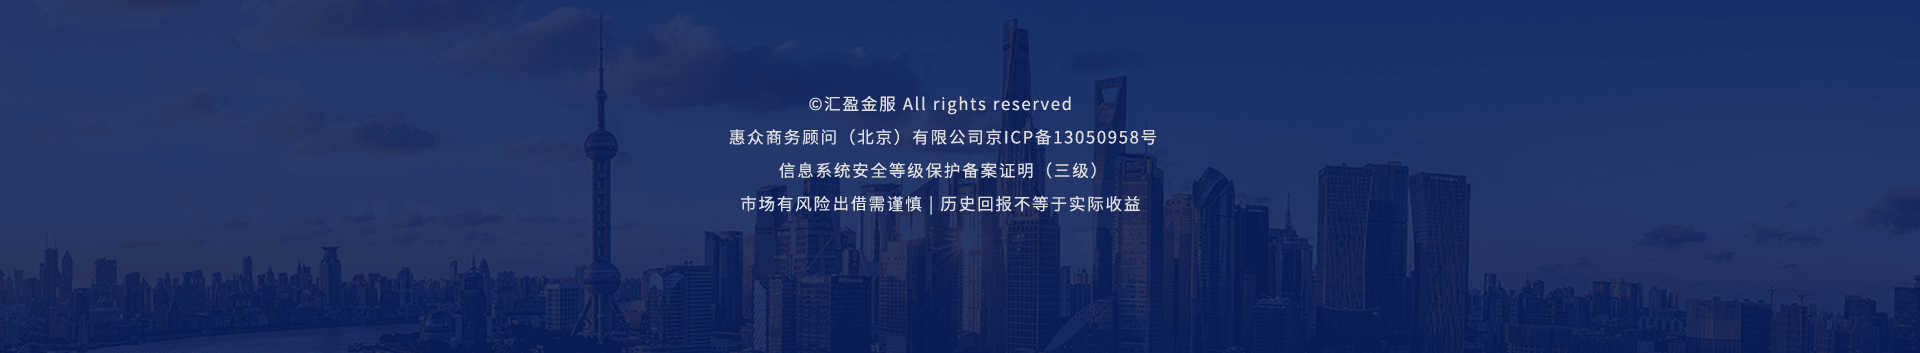 ©汇盈金服 All rights reserved
惠众商务顾问（北京）有限公司京ICP备13050958号
信息系统安全等级保护备案证明（三级）
市场有风险出借需谨慎 | 历史回报不等于实际收益